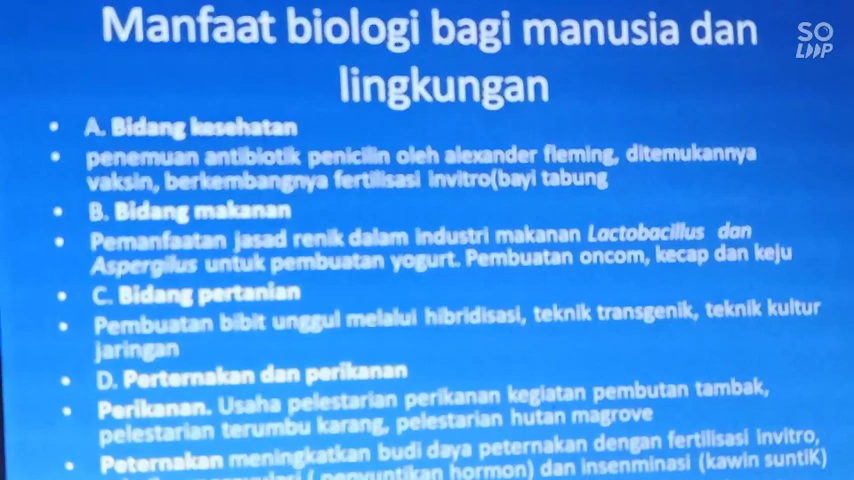 Manfaat biologi bagi manusia dan
lingkungan
SO
LOOP
• A. Bidang kesehatan
• penemuan antibiotik penicilin oleh alexander fleming, ditemukannya
vaksin, berkembangnya fertilisasi invitro(bayi tabung
• B. Bidang makanan
• Pemanfaatan jasad renik dalam industri makanan Lactobacillus dan
Aspergilus untuk pembuatan yogurt. Pembuatan oncom, kecap dan keju
• C. Bidang pertanian
• Pembuatan bibit unggul melalui hibridisasi, teknik transgenik, teknik kultur
jaringan
• D. Perternakan dan perikanan
• Perikanan. Usaha pelestarian perikanan kegiatan pembutan tambak,
pelestarian terumbu karang, pelestarian hutan magrove
• Peternakan meningkatkan budi daya peternakan dengan fertilisasi invitro,
( penyuntikan hormon) dan insenminasi (kawin suntiK)